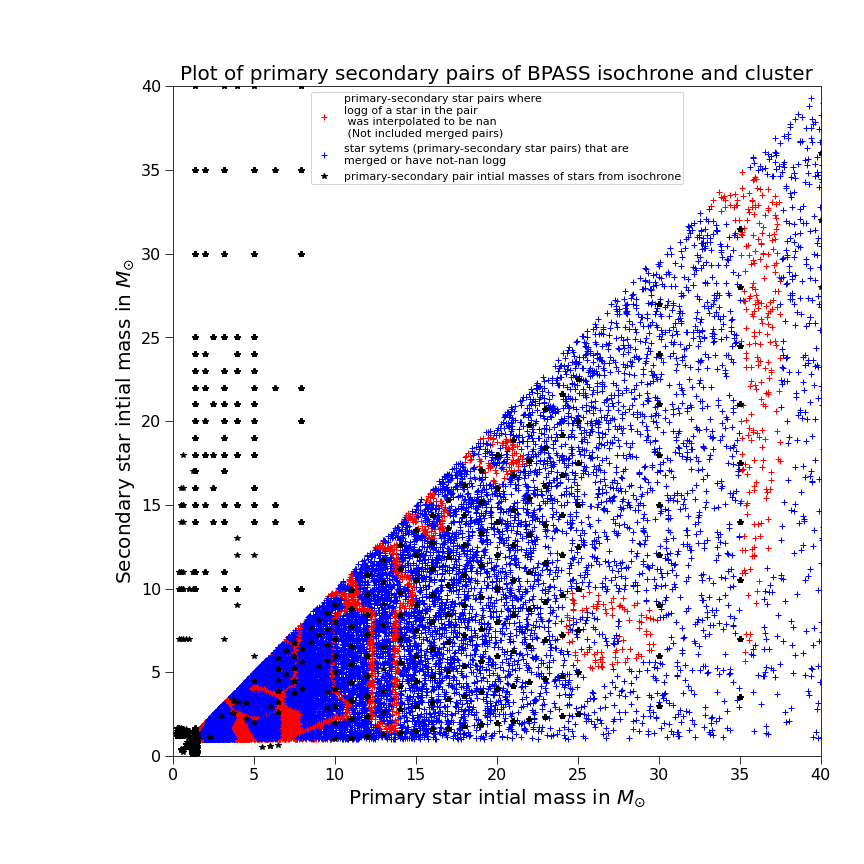 Plot of primary secondary pairs of BPASS isochrone and cluster
primary-secondary star pairs where
logg of a star in the pair
was interpolated to be nan
(Not included merged pairs)
star sytems (primary-secondary star pairs) that are
merged or have not-nan logg
primary-secondary pair intial masses of stars from isochrone
Secondary star intial mass in M⊙
40
35
30
25
20
15
10
5
0
0 5 10 15 20 25 30 35 40
Primary star intial mass in M⊙